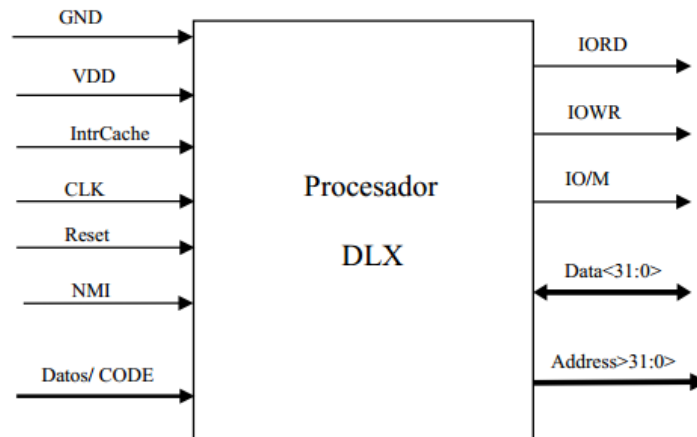 GND
VDD
IntrCache
CLK
Reset
NMI
Datos/ CODE
Procesador
DLX
IORD
IOWR
IO/M
Data<31:0>
Address>31:0>